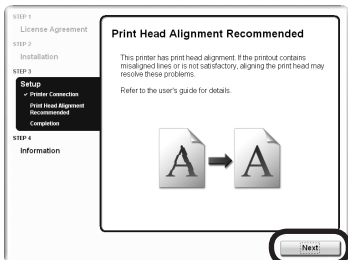 STEP 1
License Agreement
STEP 2
Installation
STEP 3
Setup
✓ Printer Connection
Print Head Alignment
Recommended
Completion
STEP 4
Information
Print Head Alignment Recommended
This printer has print head alignment. If the printout contains
misaligned lines or is not satisfactory, aligning the print head may
resolve these problems.
Refer to the user's guide for details.
A A
Next